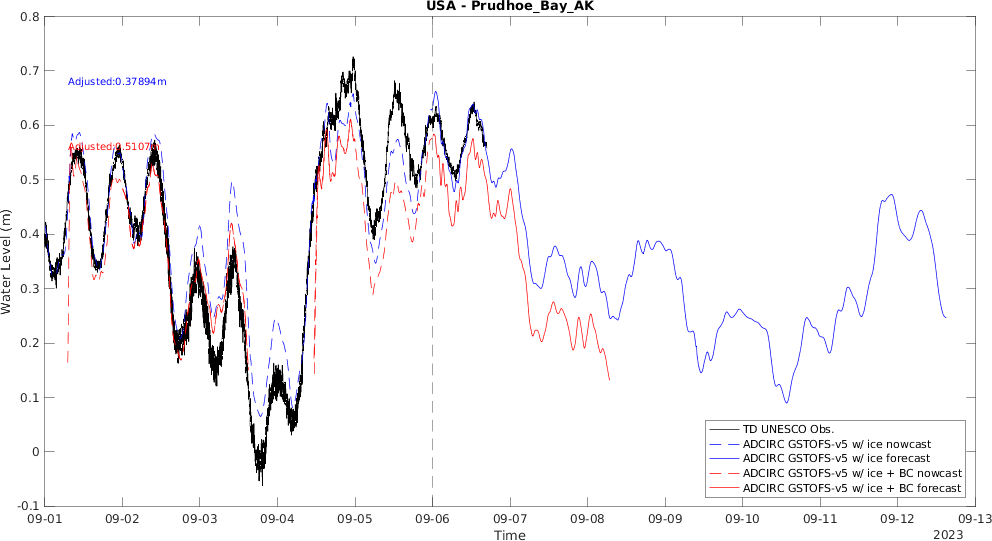 USA - Prudhoe_Bay_AK
0.8
0.7
0.6
0.5
0.4
0.3
0.2
0.1
0
-0.1
Water Level (m)
Adjusted:0.37894m
TD UNESCO Obs.
ADCIRC GSTOFS-v5 w/ ice nowcast
ADCIRC GSTOFS-v5 w/ ice forecast
ADCIRC GSTOFS-v5 w/ ice + BC nowcast
ADCIRC GSTOFS-v5 w/ ice + BC forecast
09-01 09-02 09-03 09-04 09-05 09-06 09-07 09-08 09-09 09-10 09-11 09-12 09-13
Time
2023